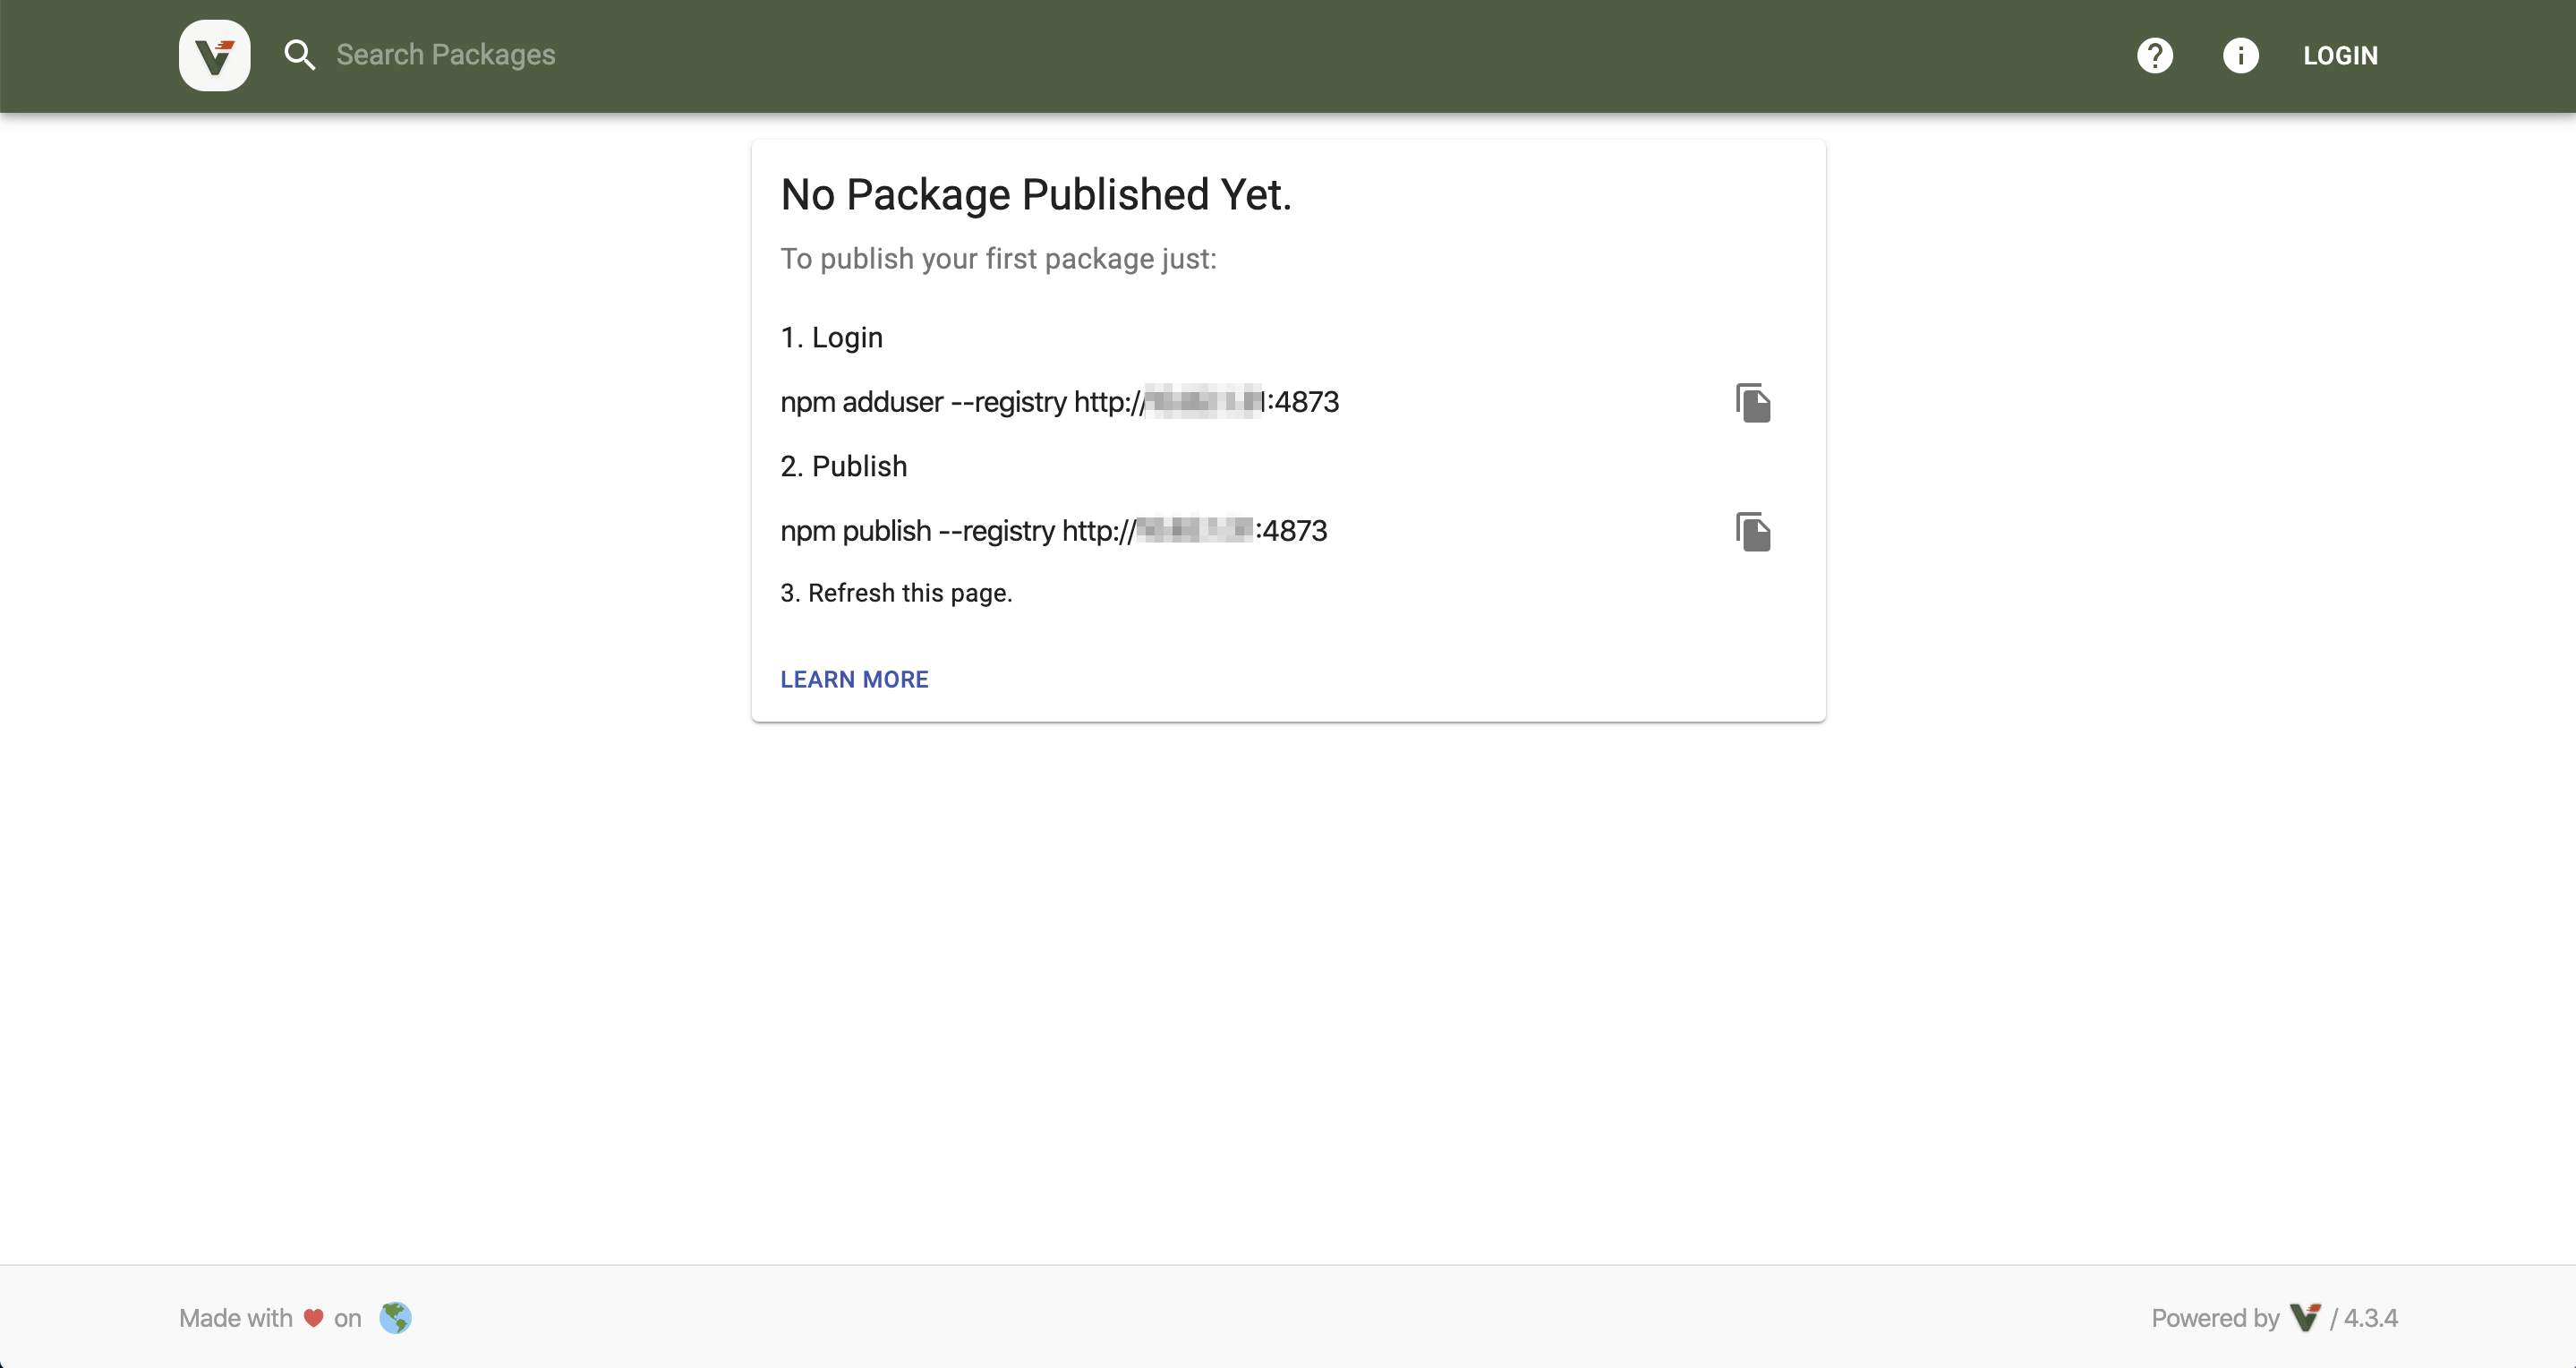 Search Packages
LOGIN
No Package Published Yet.
To publish your first package just:
1. Login
npm adduser --registry http://:4873
2. Publish
npm publish --registry http://:4873
3. Refresh this page.
LEARN MORE
Made with on
Powered by / 4.3.4